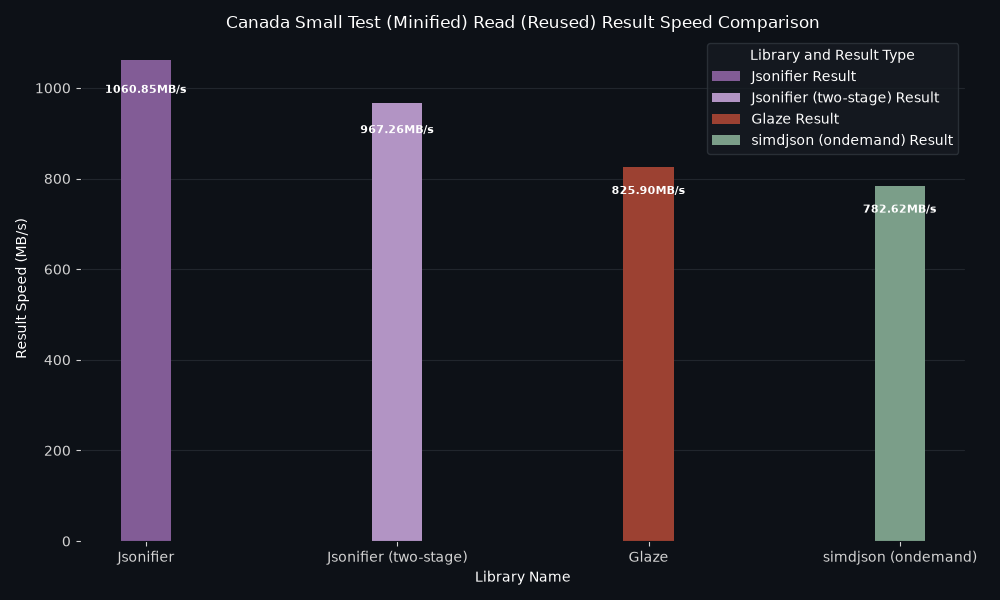 Canada Small Test (Minified) Read (Reused) Result Speed Comparison
Library and Result Type
Jsonifier Result
Jsonifier (two-stage) Result
Glaze Result
simdjson (ondemand) Result
1060.85MB/s
967.26MB/s
825.90MB/s
782.62MB/s
Result Speed (MB/s)
1000
800
600
400
200
0
Jsonifier
Jsonifier (two-stage)
Glaze
simdjson (ondemand)
Library Name